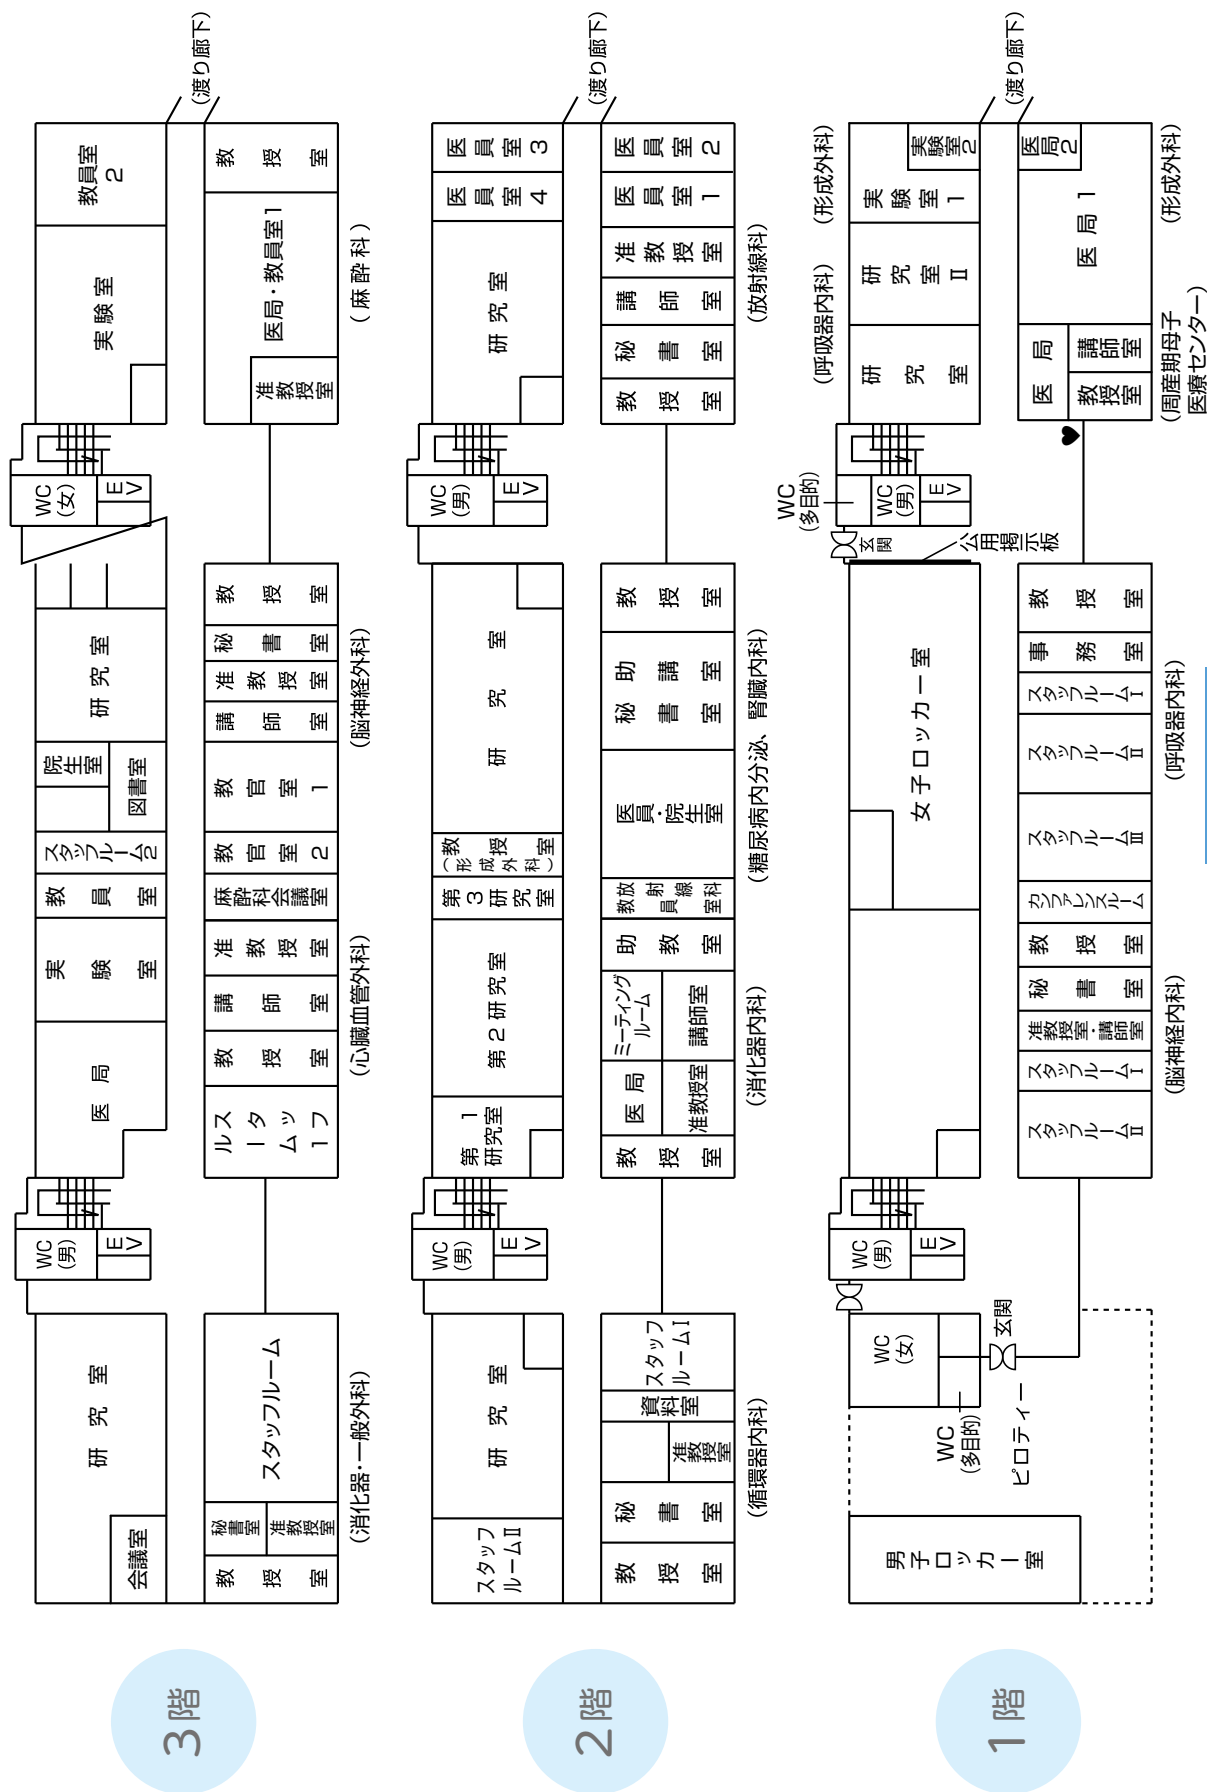 3階
会議室
研究室
WC
(男)
EV
医局
実験室
教員室
スタッフルーム2
院生室
図書室
研究室
WC
(女)
EV
実験室
教員室
2
(渡り廊下)
教授室
秘書室
准教授室
スタッフルーム
(消化器・一般外科)
スタッフルーム1
教授室
講師室
准教授室
(心臓血管外科)
麻酔科会議室
教官室2
教官室1
講師室
准教授室
秘書室
教授室
(脳神経外科)
准教授室
医局・教員室1
教授室
(麻酔科)
2階
スタッフ
ルームⅡ
研究室
WC
(男)
EV
第1
研究室
第2研究室
第3研究室
教授室
(形成外科)
研究室
WC
(男)
EV
研究室
医員室4
医員室3
(渡り廊下)
教授室
秘書室
准教授室
資料室
スタッフ
ルームⅠ
(循環器内科)
教授室
医局
准教授室
ミーティング
ルーム
講師室
助教室
(消化器内科)
放射線科
教員室
医員・院生室
秘書室
助講室
教授室
(糖尿病内分泌、腎臓内科)
教授室
秘書室
講師室
准教授室
医員室1
医員室2
(放射線科)
1階
男子ロッカー室
ピロティー
WC
(女)
WC
(多目的)
玄関
WC
(男)
EV
女子ロッカー室
公用掲示板
玄関
WC
(多目的)
WC
(男)
EV
研究室
研究室Ⅱ
(呼吸器内科)
実験室1
実験室2
(形成外科)
(渡り廊下)
スタッフルームⅡ
スタッフルームⅠ
准教授室・講師室
秘書室
教授室
(脳神経内科)
カンファレンスルーム
スタッフルームⅢ
スタッフルームⅡ
スタッフルームⅠ
事務室
教授室
(呼吸器内科)
医局
教授室
講師室
(周産期母子
医療センター)
医局1
医局2
(形成外科)